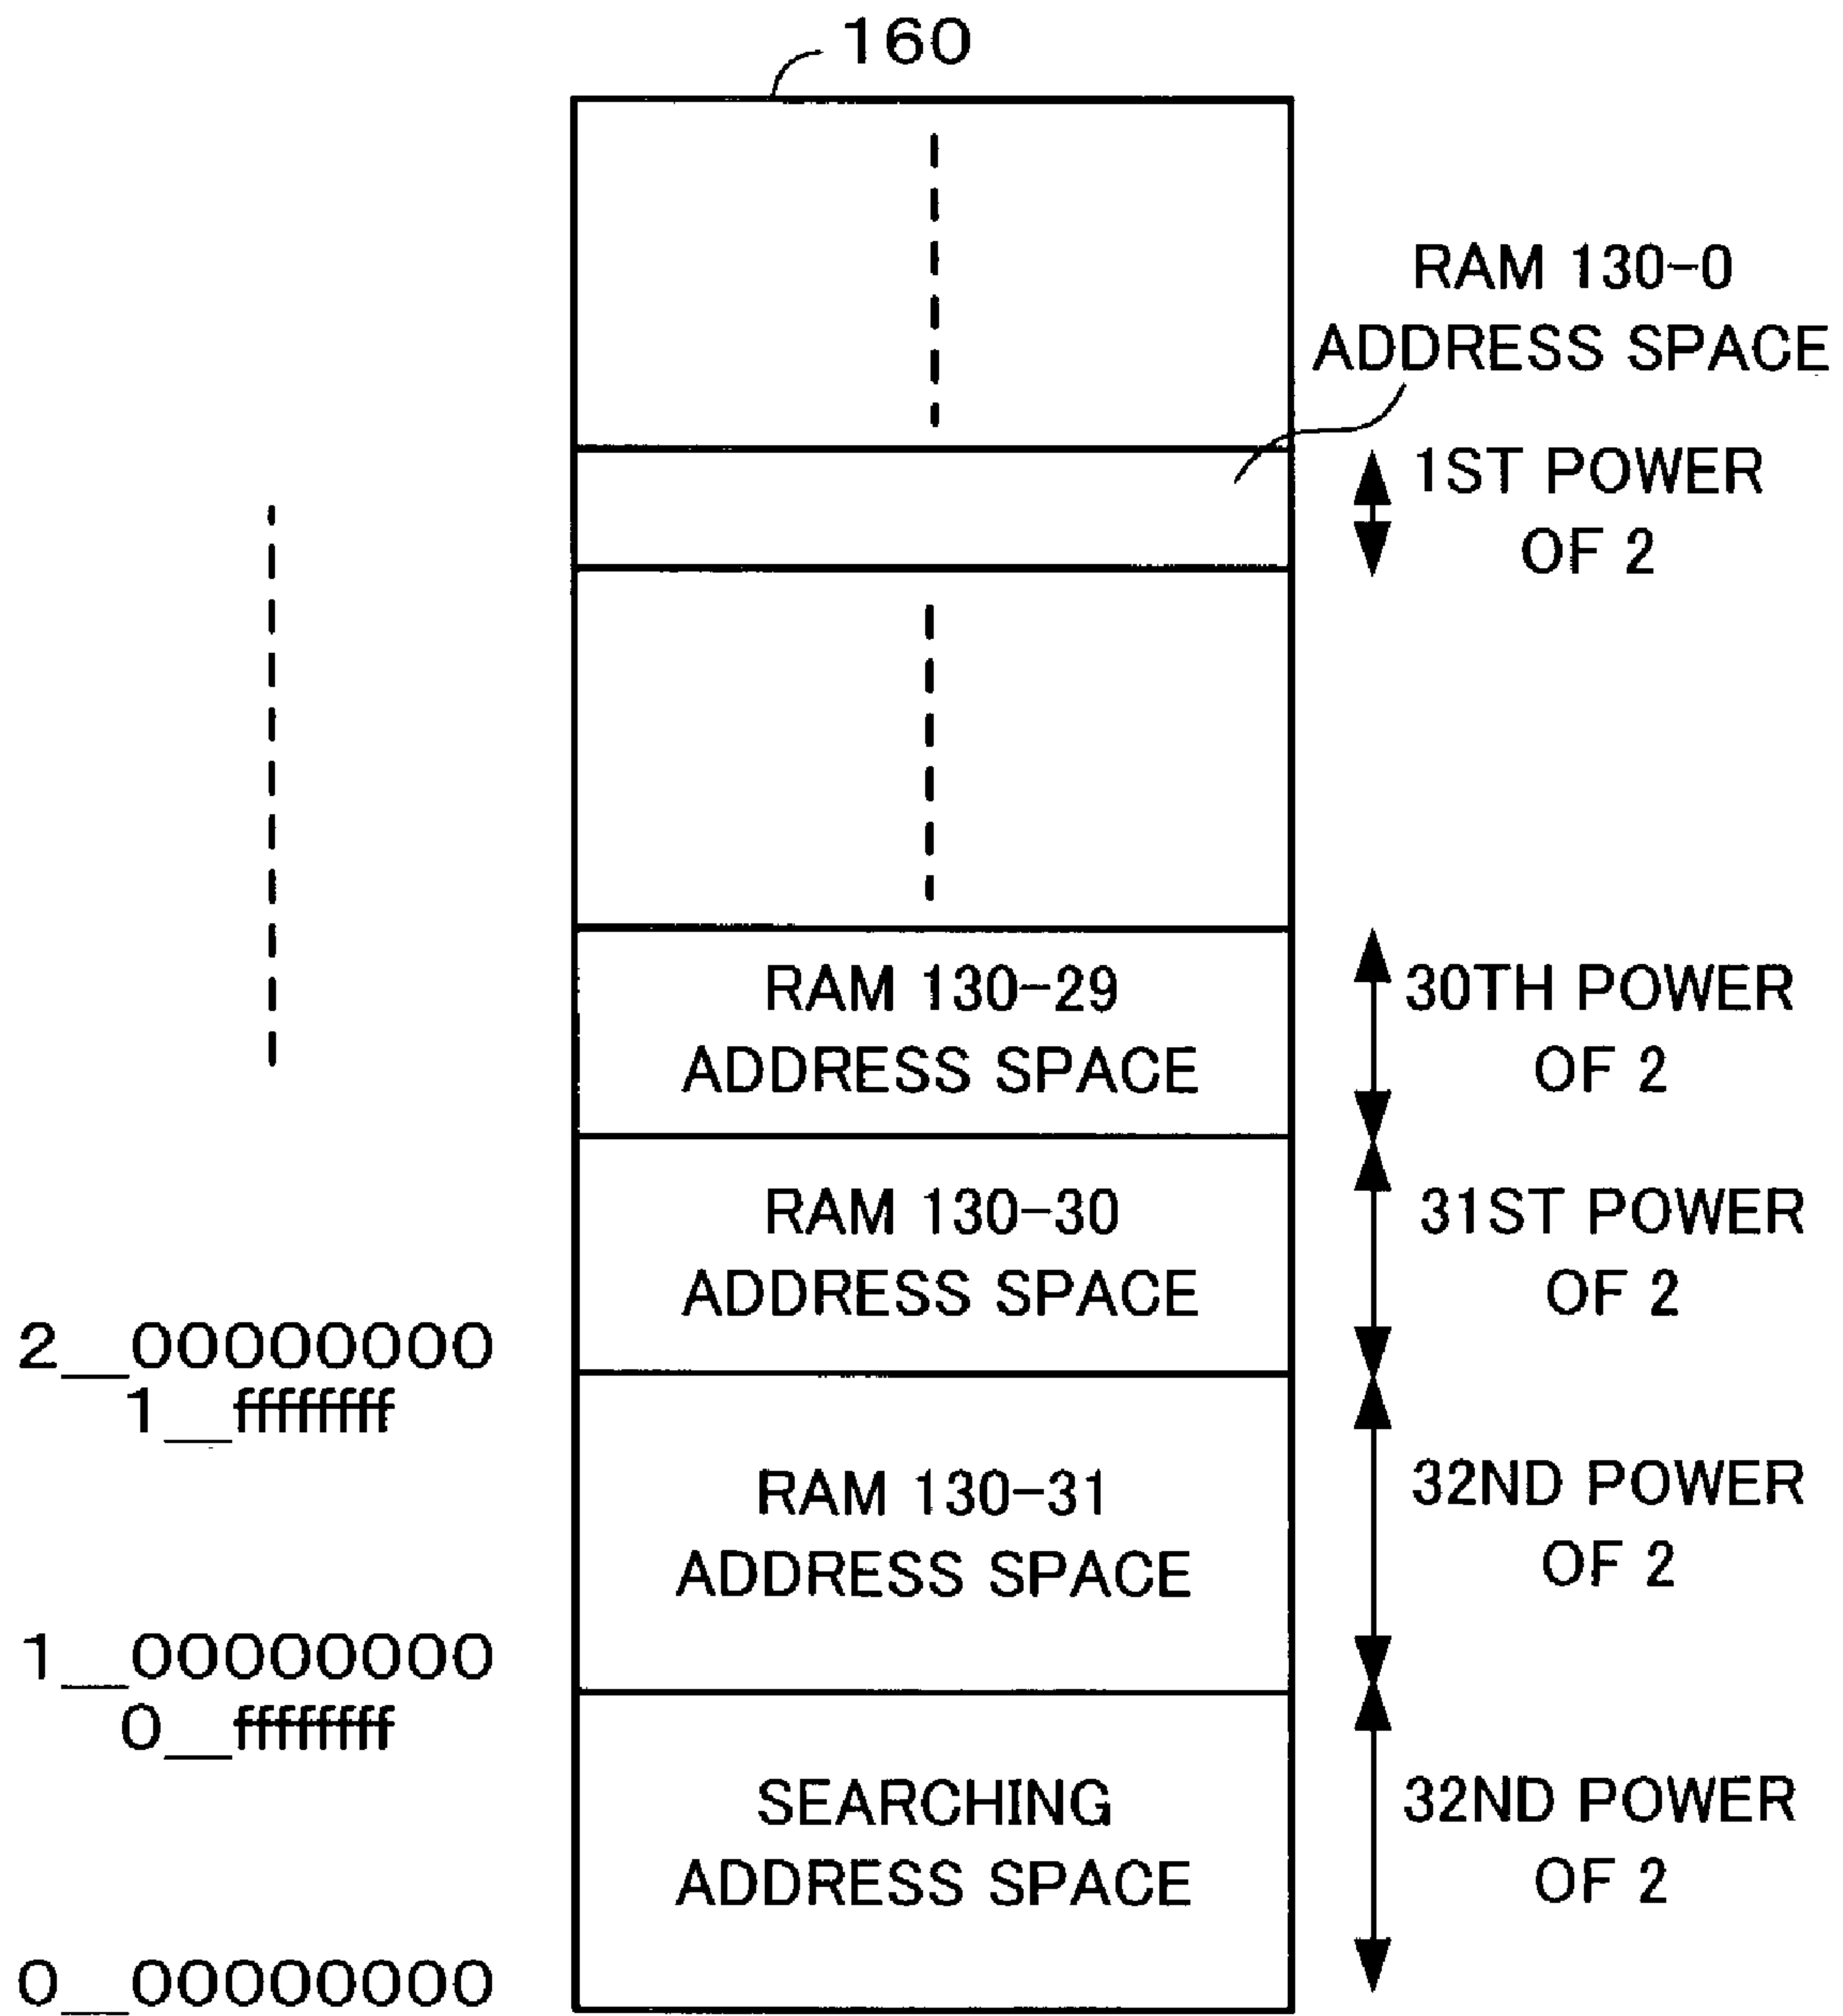 160
RAM 130-0
ADDRESS SPACE
1ST POWER
OF 2
RAM 130-29
ADDRESS SPACE
30TH POWER
OF 2
RAM 130-30
ADDRESS SPACE
31ST POWER
OF 2
2__00000000
1__ffffffff
RAM 130-31
ADDRESS SPACE
32ND POWER
OF 2
1__00000000
0__ffffffff
SEARCHING
ADDRESS SPACE
32ND POWER
OF 2
0__00000000